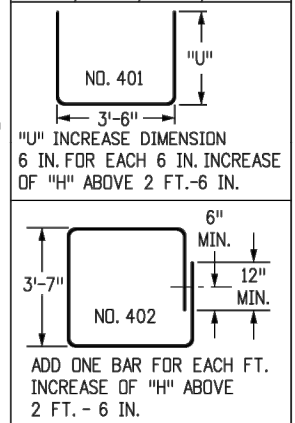 "U"
NO. 401
3'-6"
"U" INCREASE DIMENSION
6 IN. FOR EACH 6 IN. INCREASE
OF "H" ABOVE 2 FT.-6 IN.
6"
MIN.
3'-7"
12"
MIN.
NO. 402
ADD ONE BAR FOR EACH FT.
INCREASE OF "H" ABOVE
2 FT. - 6 IN.